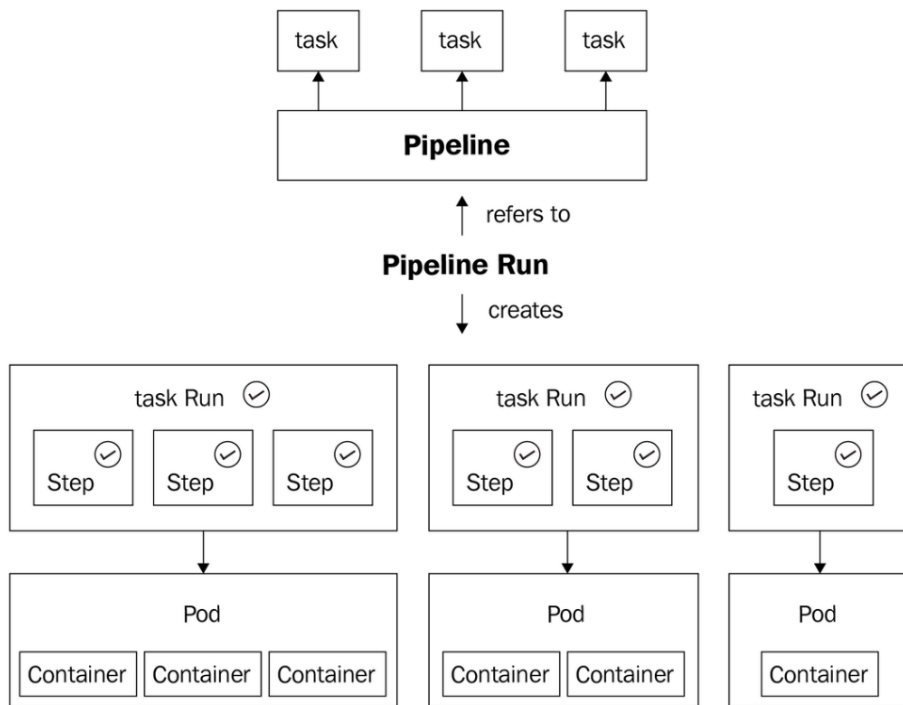 task task task
Pipeline
refers to
Pipeline Run
creates
task Run task Run task Run
Step Step Step Step Step Step
Pod Pod Pod
Container Container Container Container Container Container